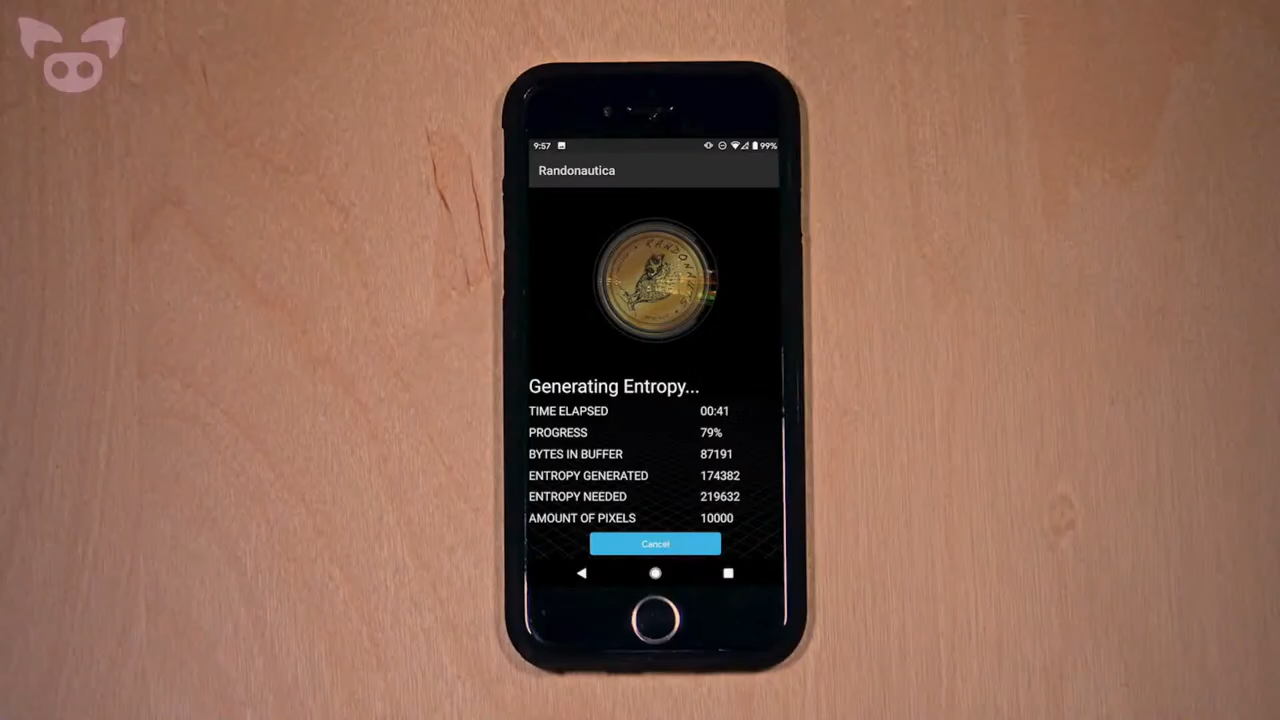 9:57 99%
Randonautica
RANDONAUTS
Generating Entropy...
TIME ELAPSED 00:41
PROGRESS 79%
BYTES IN BUFFER 87191
ENTROPY GENERATED 174382
ENTROPY NEEDED 219632
AMOUNT OF PIXELS 10000
Cancel